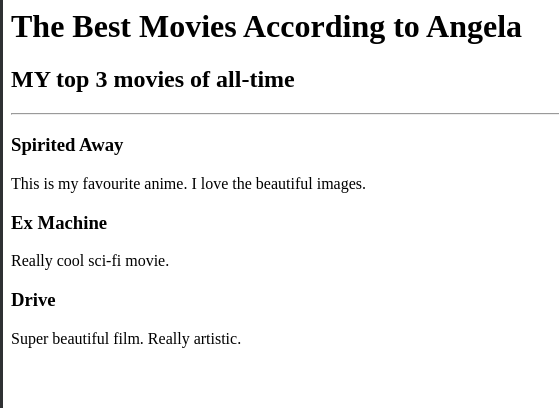 The Best Movies According to Angela
MY top 3 movies of all-time
Spirited Away
This is my favourite anime. I love the beautiful images.
Ex Machine
Really cool sci-fi movie.
Drive
Super beautiful film. Really artistic.